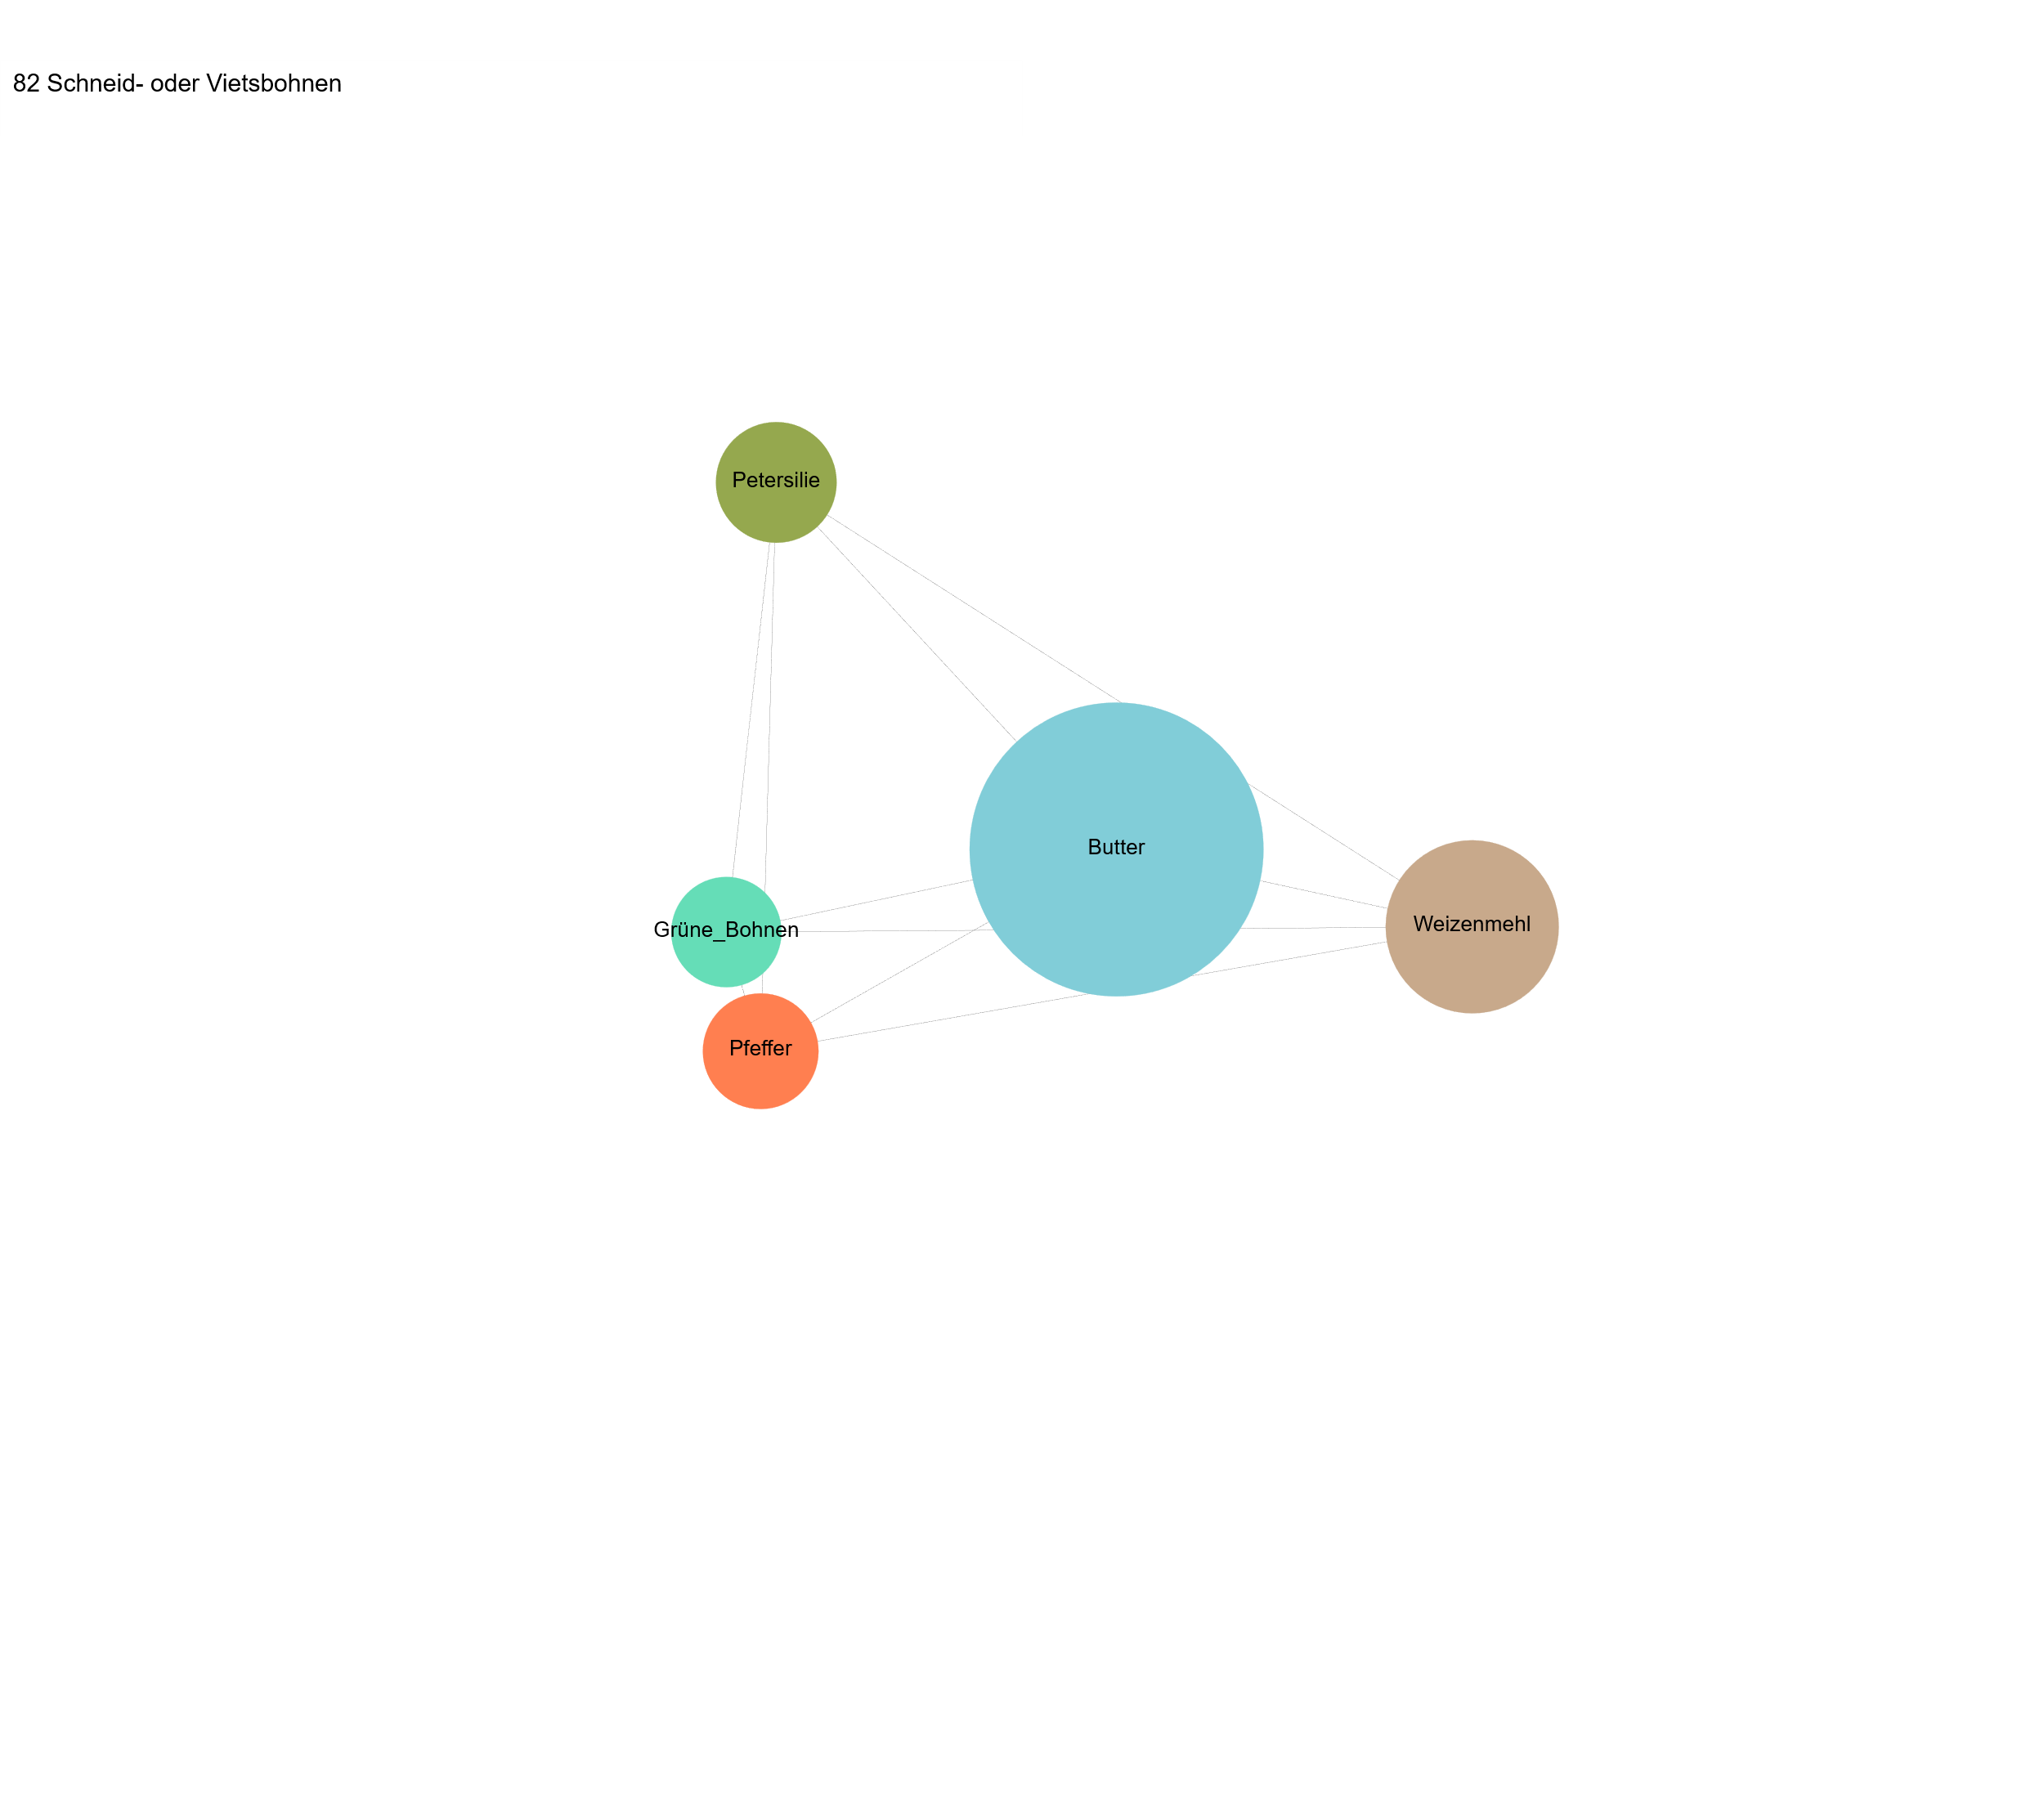 82 Schneid- oder Vietsbohnen
Petersilie
Butter
Weizenmehl
Grüne_Bohnen
Pfeffer